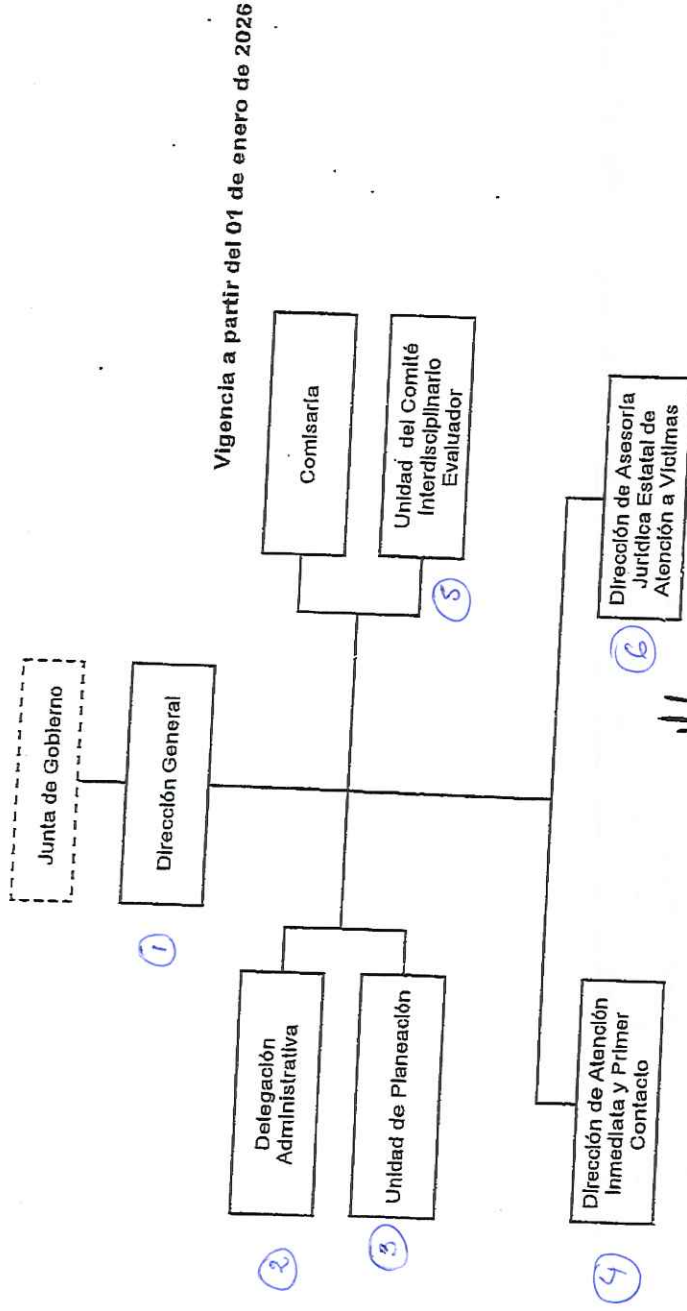 Vigencia a partir del 01 de enero de 2026
Junta de Gobierno
1
Dirección General
2
Delegación
Administrativa
Comisaría
3
Unidad de Planeación
5
Unidad del Comité
Interdisciplinario
Evaluador
4
Dirección de Atención
Inmediata y Primer
Contacto
6
Dirección de Asesoría
Jurídica Estatal de
Atención a Víctimas